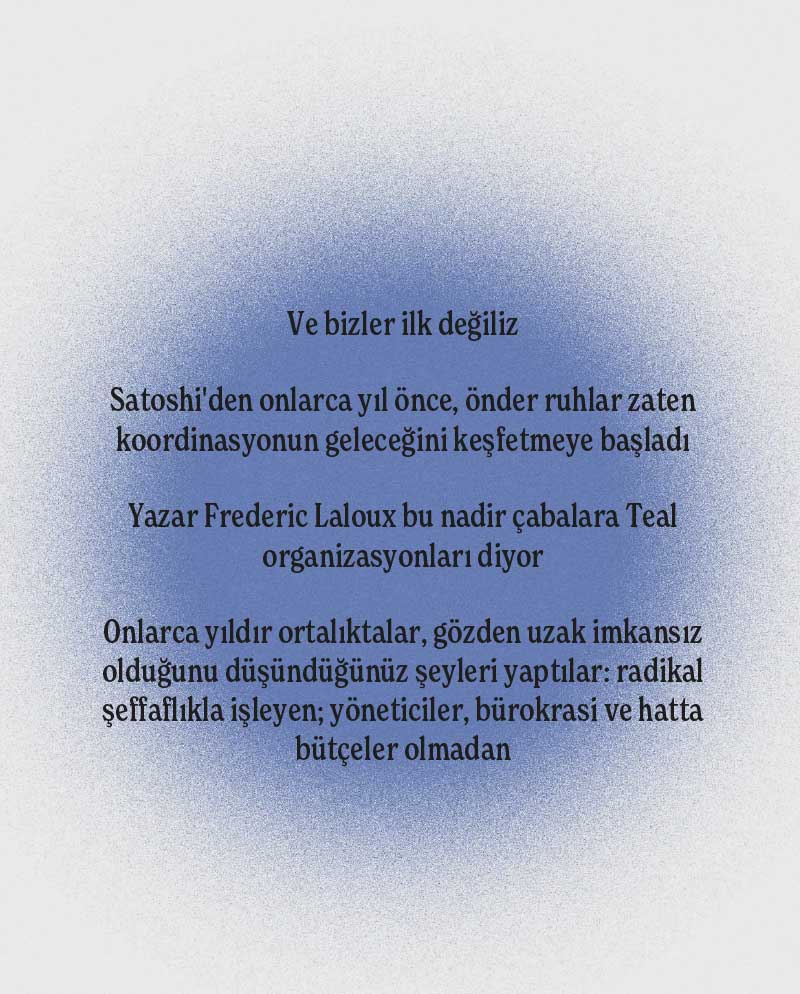 Ve bizler ilk değiliz
Satoshi'den onlarca yıl önce, önder ruhlar zaten
koordinasyonun geleceğini keşfetmeye başladı
Yazar Frederic Laloux bu nadir çabalara Teal
organizasyonları diyor
Onlarca yıldır ortalıktalar, gözden uzak imkansız
olduğunu düşündüğünüz şeyleri yaptılar: radikal
şeffaflıkla işleyen; yöneticiler, bürokrasi ve hatta
bütçeler olmadan